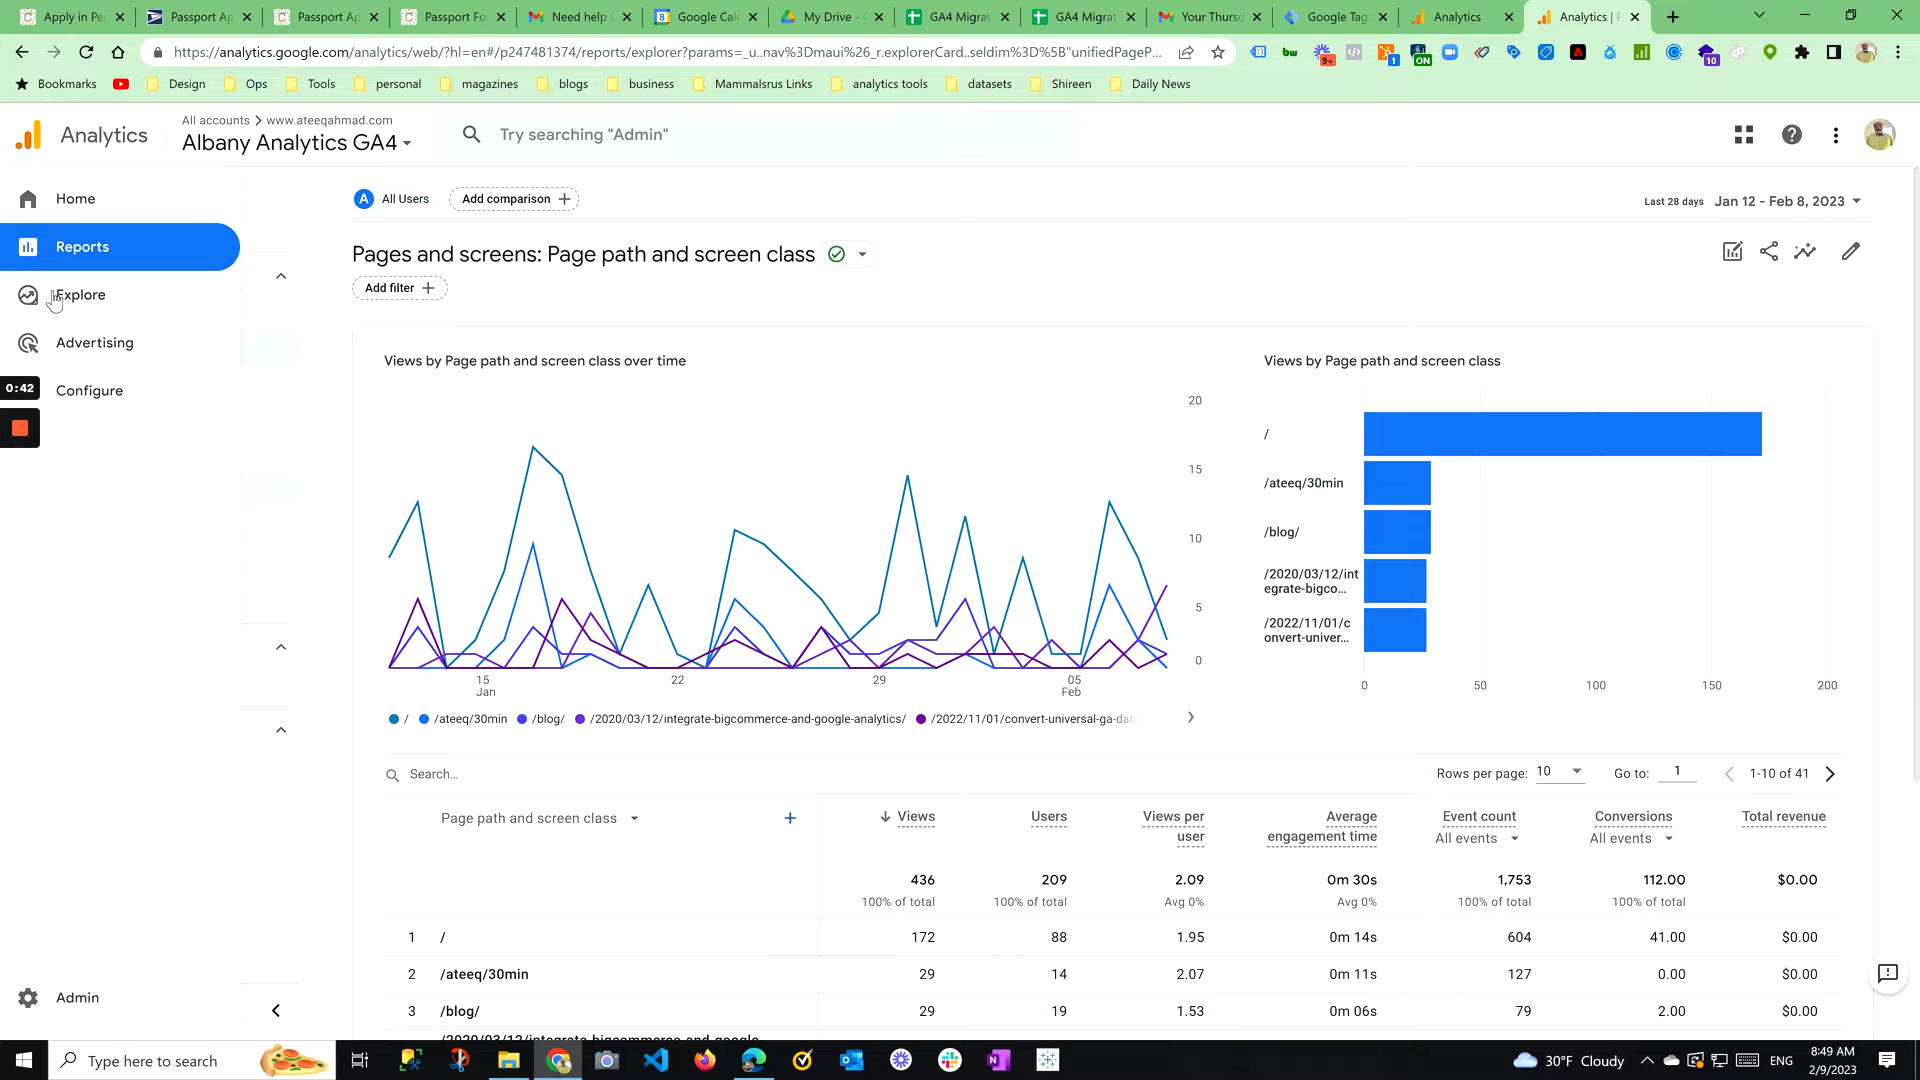 Apply in Per
Passport Ap
Passport Ap
Passport Fo
Need help
Google Cale
My Drive -
GA4 Migrat
GA4 Migrat
Your Thursd
Google Tag
Analytics
Analytics | P
https://analytics.google.com/analytics/web/?hl=en#/p247481374/reports/explorer?params=_u..nav%3Dmaui%26_r.explorerCard..seldim%3D%5B"unifiedPageP...
9+
1
ON
10
Bookmarks
Design
Ops
Tools
personal
magazines
blogs
business
Mammalsrus Links
analytics tools
datasets
Shireen
Daily News
Analytics
All accounts > www.ateeqahmad.com
Albany Analytics GA4
Try searching "Admin"
Home
Reports
Explore
Advertising
Configure
0:42
Admin
A All Users
Add comparison +
Last 28 days Jan 12 - Feb 8, 2023
Pages and screens: Page path and screen class
Add filter +
Views by Page path and screen class over time
20
15
10
5
0
15
Jan
22
29
05
Feb
/ /ateeq/30min /blog/ /2020/03/12/integrate-bigcommerce-and-google-analytics/ /2022/11/01/convert-universal-ga-data
Views by Page path and screen class
/
/ateeq/30min
/blog/
/2020/03/12/int
egrate-bigco...
/2022/11/01/c
onvert-univer...
0 50 100 150 200
Search...
Rows per page: 10 Go to: 1 1-10 of 41
Page path and screen class
Views
Users
Views per
user
Average
engagement time
Event count
All events
Conversions
All events
Total revenue
436 209 2.09 0m 30s 1,753 112.00 $0.00
100% of total 100% of total Avg 0% Avg 0% 100% of total 100% of total
1 / 172 88 1.95 0m 14s 604 41.00 $0.00
2 /ateeq/30min 29 14 2.07 0m 11s 127 0.00 $0.00
3 /blog/ 29 19 1.53 0m 06s 79 2.00 $0.00
/2020/03/12/integrate-bigcommerce-and-google
Type here to search
30°F Cloudy
ENG
8:49 AM
2/9/2023